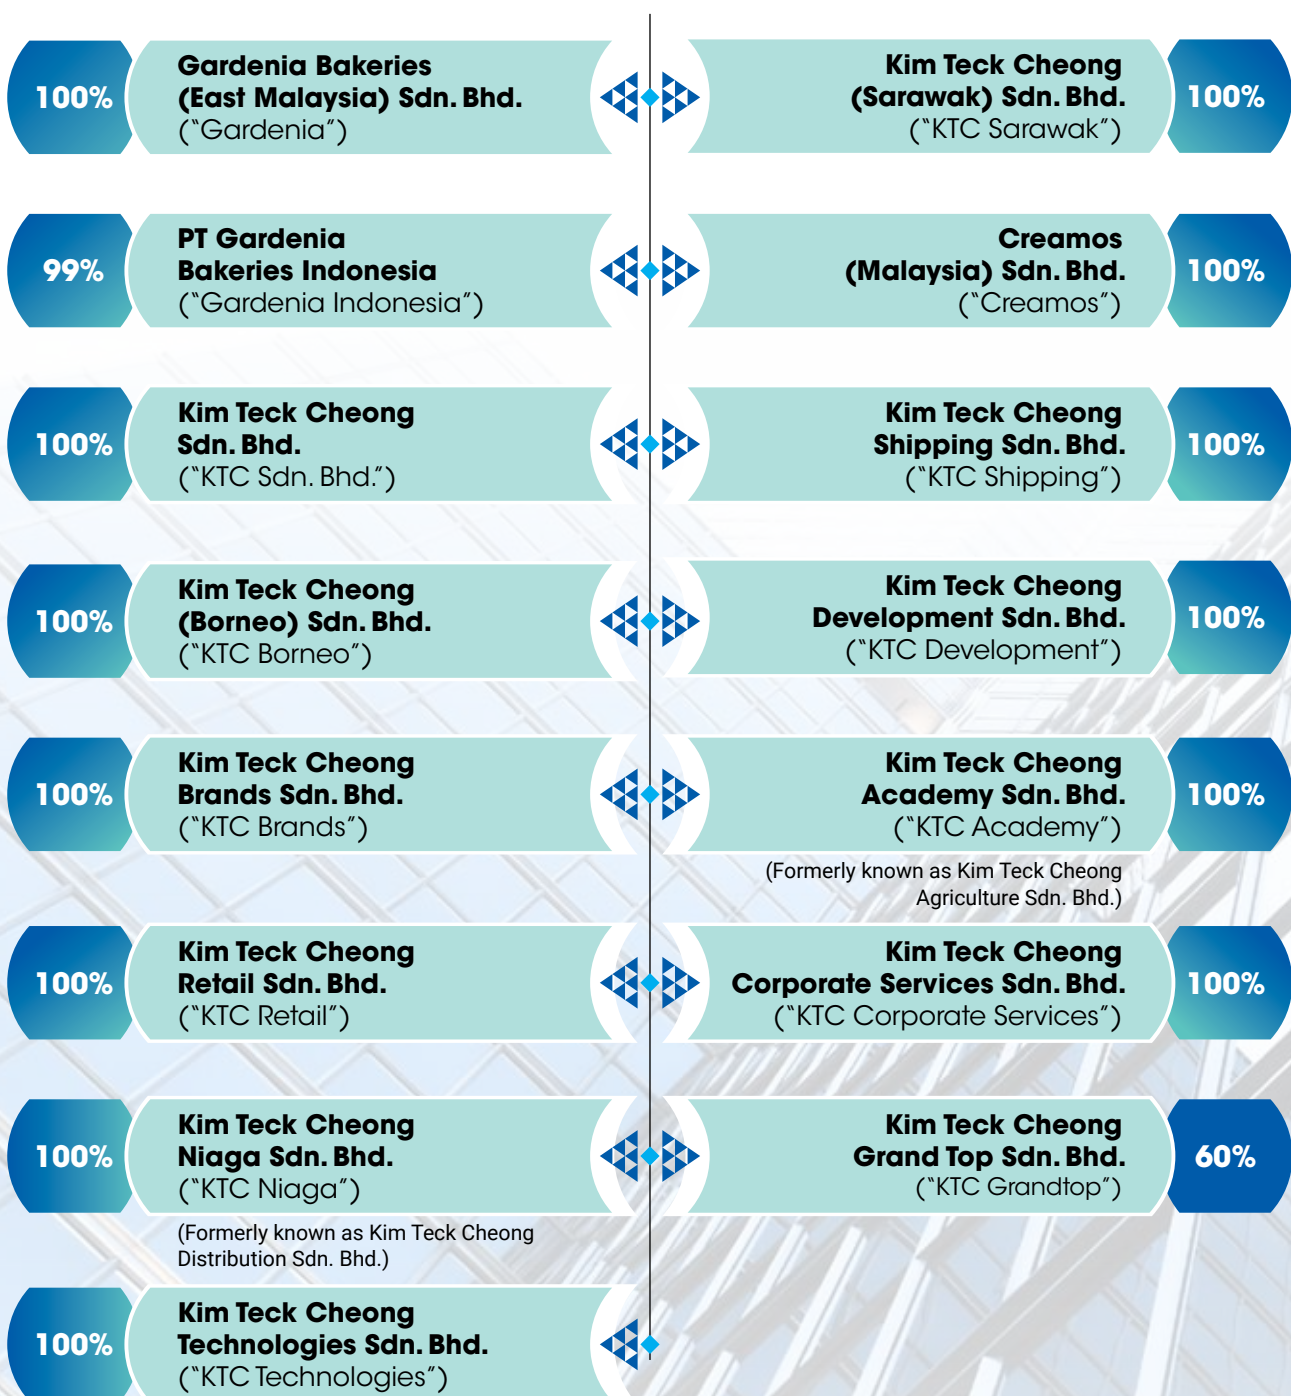 100%
Gardenia Bakeries
(East Malaysia) Sdn. Bhd.
("Gardenia")
Kim Teck Cheong
(Sarawak) Sdn. Bhd.
("KTC Sarawak")
100%
99%
PT Gardenia
Bakeries Indonesia
("Gardenia Indonesia")
Creamos
(Malaysia) Sdn. Bhd.
("Creamos")
100%
100%
Kim Teck Cheong
Sdn. Bhd.
("KTC Sdn. Bhd.")
Kim Teck Cheong
Shipping Sdn. Bhd.
("KTC Shipping")
100%
100%
Kim Teck Cheong
(Borneo) Sdn. Bhd.
("KTC Borneo")
Kim Teck Cheong
Development Sdn. Bhd.
("KTC Development")
100%
100%
Kim Teck Cheong
Brands Sdn. Bhd.
("KTC Brands")
Kim Teck Cheong
Academy Sdn. Bhd.
("KTC Academy")
100%
(Formerly known as Kim Teck Cheong
Agriculture Sdn. Bhd.)
100%
Kim Teck Cheong
Retail Sdn. Bhd.
("KTC Retail")
Kim Teck Cheong
Corporate Services Sdn. Bhd.
("KTC Corporate Services")
100%
100%
Kim Teck Cheong
Niaga Sdn. Bhd.
("KTC Niaga")
(Formerly known as Kim Teck Cheong
Distribution Sdn. Bhd.)
Kim Teck Cheong
Grand Top Sdn. Bhd.
("KTC Grandtop")
60%
100%
Kim Teck Cheong
Technologies Sdn. Bhd.
("KTC Technologies")